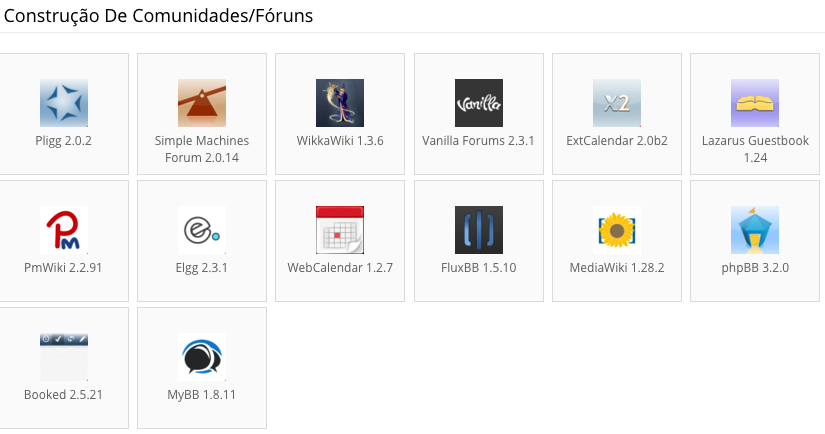 Construção De Comunidades/Fóruns
Vanilla
X2
Pligg 2.0.2
Simple Machines
Forum 2.0.14
WikkaWiki 1.3.6
Vanilla Forums 2.3.1
ExtCalendar 2.0b2
Lazarus Guestbook
1.24
PM
e
PmWiki 2.2.91
Elgg 2.3.1
WebCalendar 1.2.7
FluxBB 1.5.10
MediaWiki 1.28.2
phpBB 3.2.0
Booked 2.5.21
MyBB 1.8.11